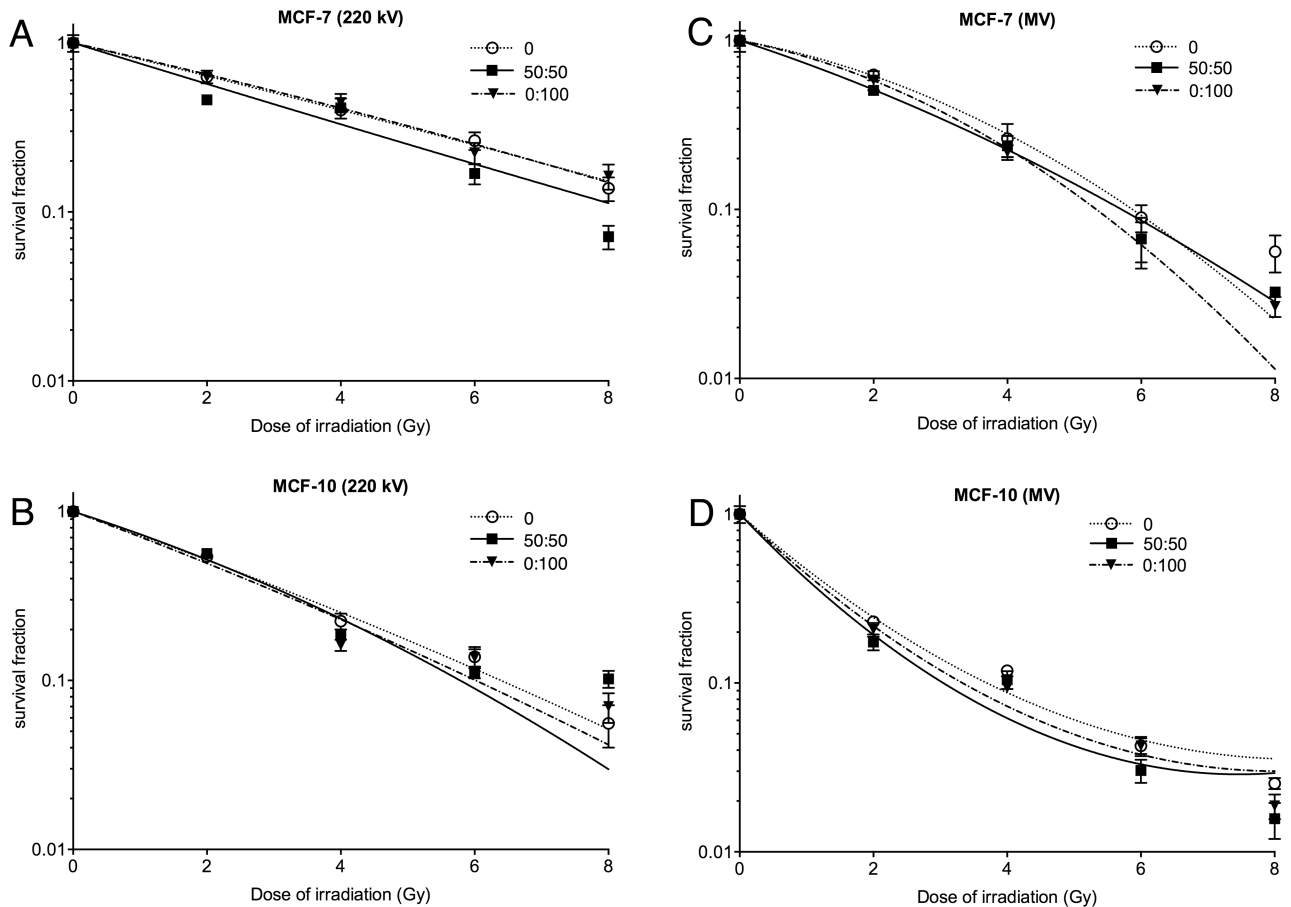 A
MCF-7 (220 kV)
0
50:50
0:100
survival fraction
1
0.1
0.01
0 2 4 6 8
Dose of irradiation (Gy)
C
MCF-7 (MV)
0
50:50
0:100
survival fraction
1
0.1
0.01
0 2 4 6 8
Dose of irradiation (Gy)
B
MCF-10 (220 kV)
0
50:50
0:100
survival fraction
1
0.1
0.01
0 2 4 6 8
Dose of irradiation (Gy)
D
MCF-10 (MV)
0
50:50
0:100
survival fraction
1
0.1
0.01
0 2 4 6 8
Dose of irradiation (Gy)